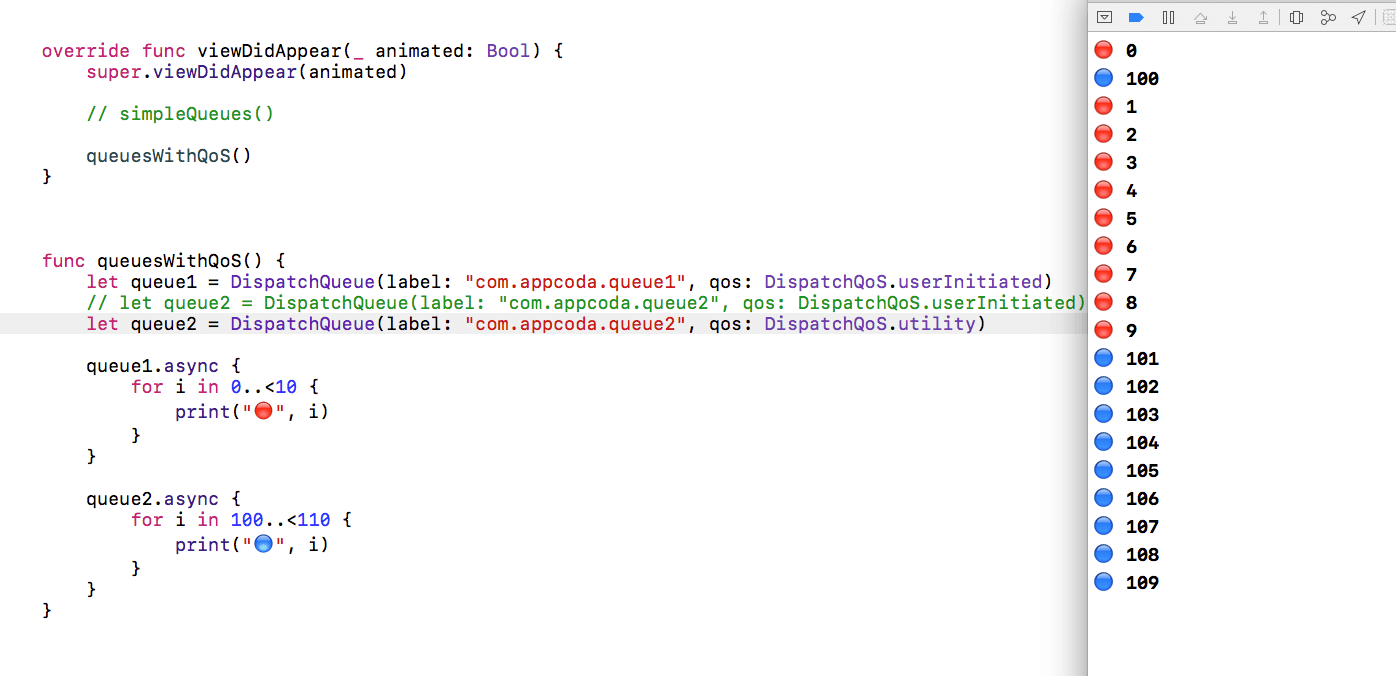 override func viewDidAppear(_ animated: Bool) {
super.viewDidAppear(animated)
// simpleQueues()
queuesWithQoS()
}
func queuesWithQoS() {
let queue1 = DispatchQueue(label: "com.appcoda.queue1", qos: DispatchQoS.userInitiated)
// let queue2 = DispatchQueue(label: "com.appcoda.queue2", qos: DispatchQoS.userInitiated)
let queue2 = DispatchQueue(label: "com.appcoda.queue2", qos: DispatchQoS.utility)
queue1.async {
for i in 0..<10 {
print("🔴", i)
}
}
queue2.async {
for i in 100..<110 {
print("🔵", i)
}
}
}
🔴 0
🔵 100
🔴 1
🔴 2
🔴 3
🔴 4
🔴 5
🔴 6
🔴 7
🔴 8
🔴 9
🔵 101
🔵 102
🔵 103
🔵 104
🔵 105
🔵 106
🔵 107
🔵 108
🔵 109